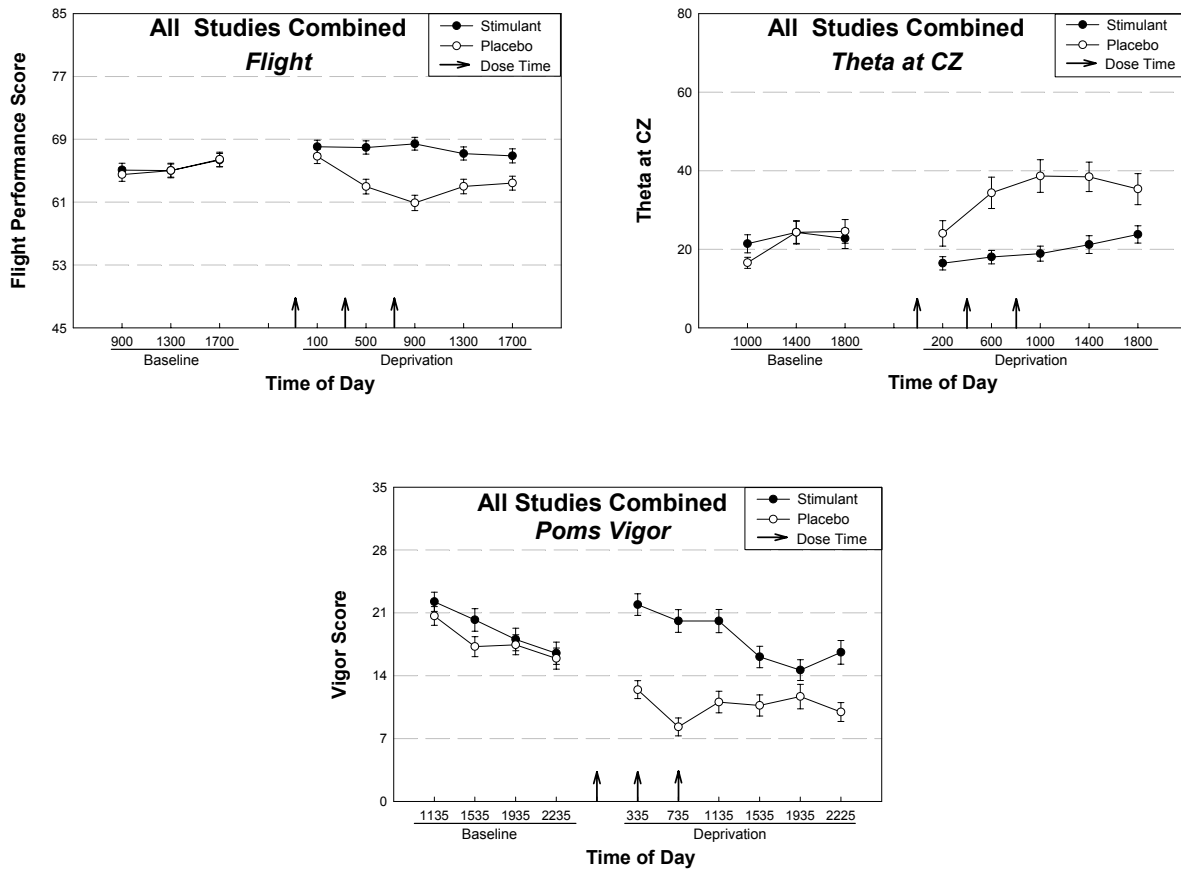 All Studies Combined
Flight
Stimulant
Placebo
Dose Time
Flight Performance Score
85
77
69
61
53
45
900 1300 1700 100 500 900 1300 1700
Baseline Deprivation
Time of Day
All Studies Combined
Theta at CZ
Stimulant
Placebo
Dose Time
Theta at CZ
80
60
40
20
0
1000 1400 1800 200 600 1000 1400 1800
Baseline Deprivation
Time of Day
All Studies Combined
Poms Vigor
Stimulant
Placebo
Dose Time
Vigor Score
35
28
21
14
7
0
1135 1535 1935 2235 335 735 1135 1535 1935 2225
Baseline Deprivation
Time of Day